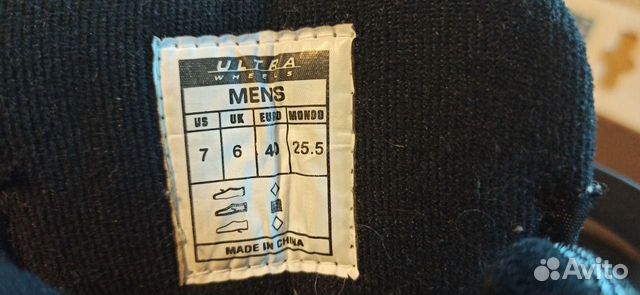 ULTRA
WHEELS
MENS
US UK EURO MONDO
7 6 40 25.5
MADE IN CHINA
Avito